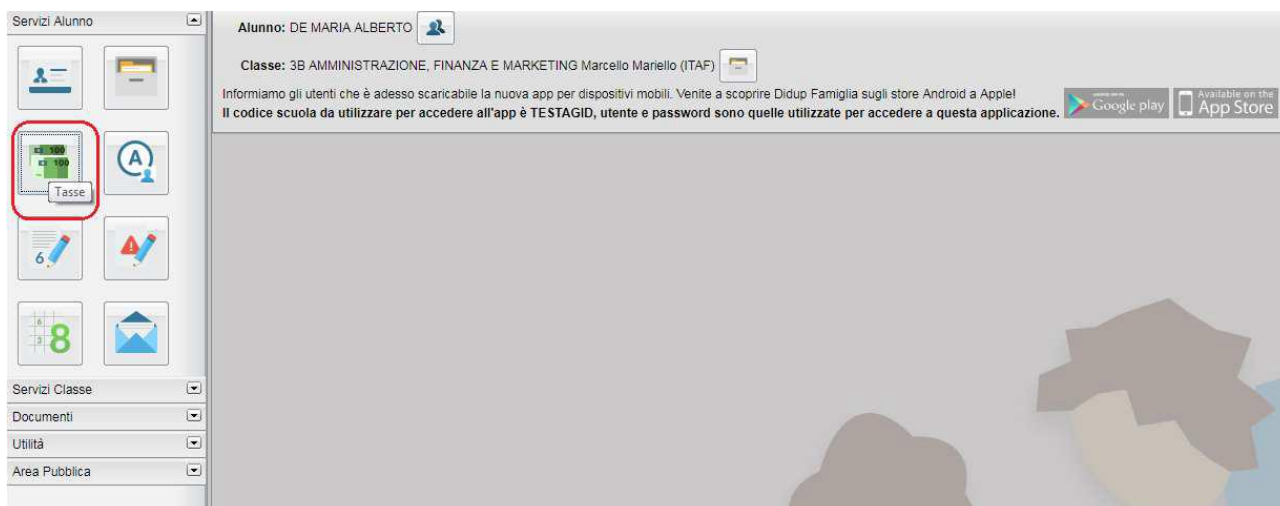 Servizi Alunno
Alunno: DE MARIA ALBERTO
Classe: 3B AMMINISTRAZIONE, FINANZA E MARKETING Marcello Mariello (ITAF)
Informiamo gli utenti che è adesso scaricabile la nuova app per dispositivi mobili. Venite a scoprire Didup Famiglia sugli store Android a Apple!
Il codice scuola da utilizzare per accedere all'app è TESTAGID, utente e password sono quelle utilizzate per accedere a questa applicazione.
Google play
Available on the
App Store
100
100
A
Tasse
6
6
3
8
Servizi Classe
Documenti
Utilità
Area Pubblica